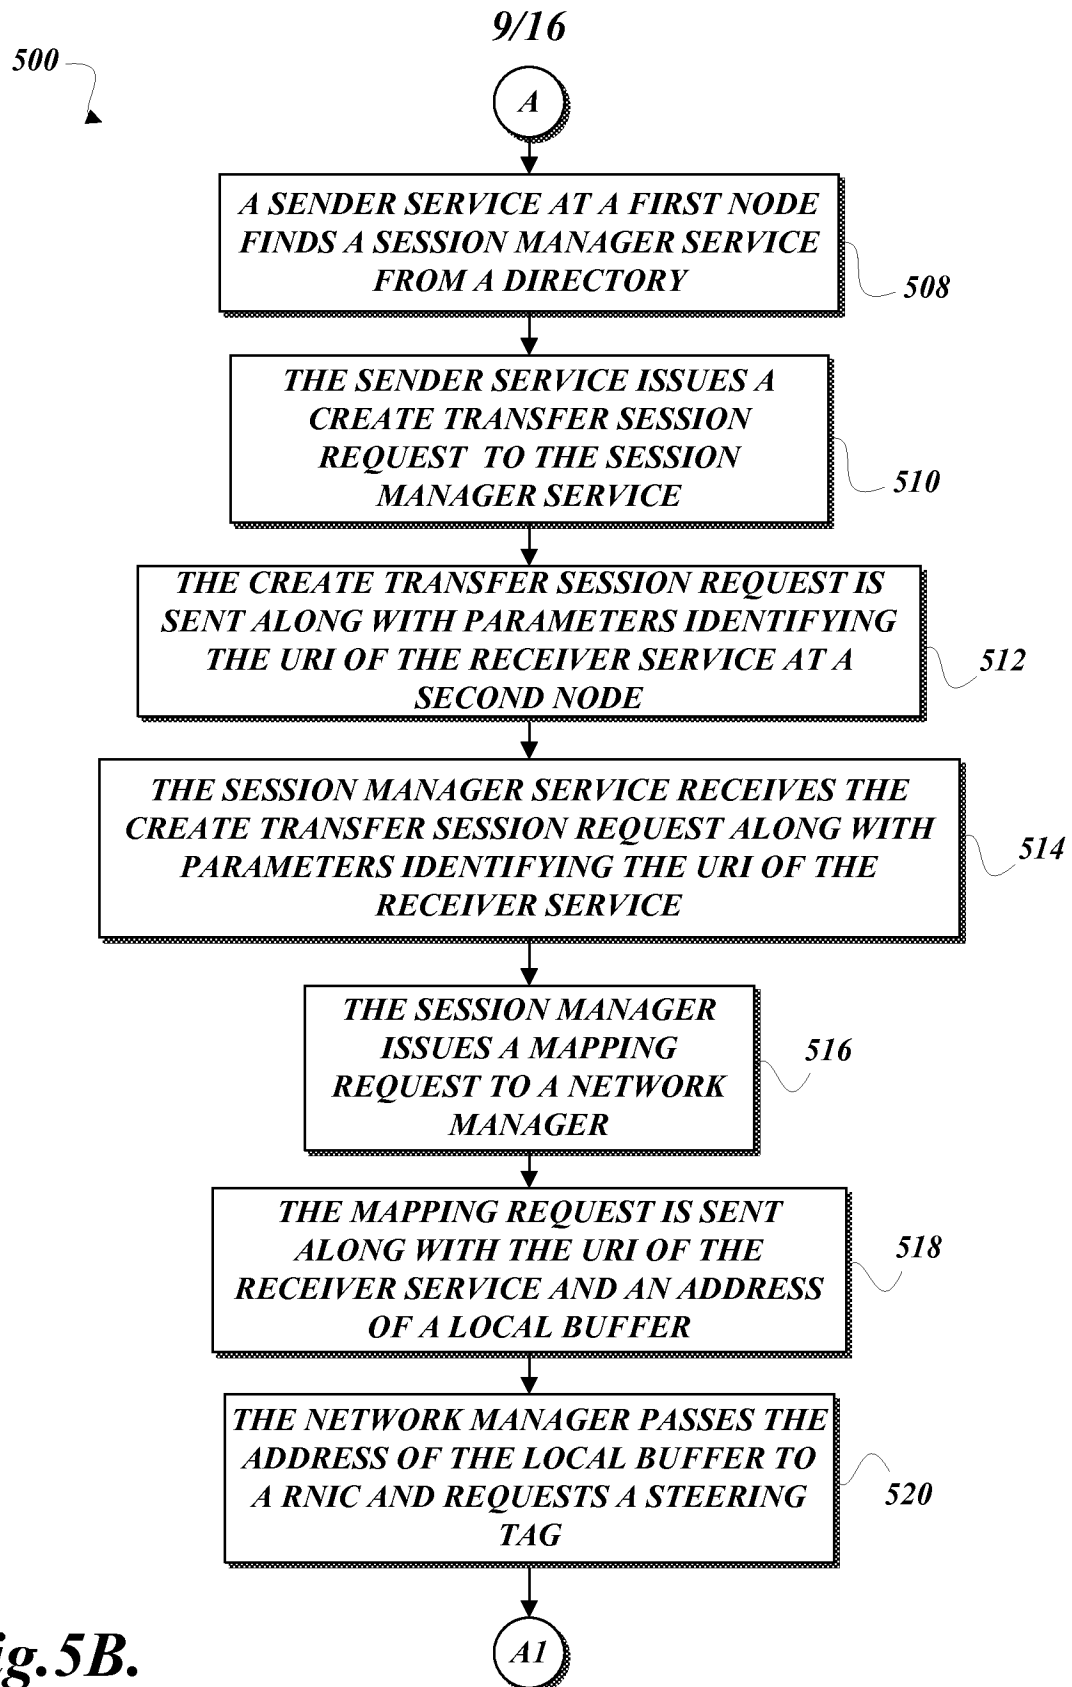 9/16
500
A
A SENDER SERVICE AT A FIRST NODE
FINDS A SESSION MANAGER SERVICE
FROM A DIRECTORY
508
THE SENDER SERVICE ISSUES A
CREATE TRANSFER SESSION
REQUEST TO THE SESSION
MANAGER SERVICE
510
THE CREATE TRANSFER SESSION REQUEST IS
SENT ALONG WITH PARAMETERS IDENTIFYING
THE URI OF THE RECEIVER SERVICE AT A
SECOND NODE
512
THE SESSION MANAGER SERVICE RECEIVES THE
CREATE TRANSFER SESSION REQUEST ALONG WITH
PARAMETERS IDENTIFYING THE URI OF THE
RECEIVER SERVICE
514
THE SESSION MANAGER
ISSUES A MAPPING
REQUEST TO A NETWORK
MANAGER
516
THE MAPPING REQUEST IS SENT
ALONG WITH THE URI OF THE
RECEIVER SERVICE AND AN ADDRESS
OF A LOCAL BUFFER
518
THE NETWORK MANAGER PASSES THE
ADDRESS OF THE LOCAL BUFFER TO
A RNIC AND REQUESTS A STEERING
TAG
520
A1
ig.5B.